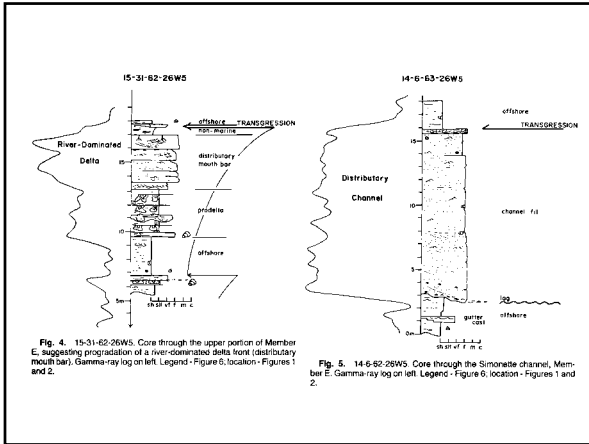 15-31-62-26W5
offshore
TRANSGRESSION
non-marine
River-Dominated
Delta
distributary
mouth bar
prodelta
offshore
15
10
5m
sh slt vf f m c
Fig. 4. 15-31-62-26W5. Core through the upper portion of Member
E, suggesting progradation of a river-dominated delta front (distributary
mouth bar). Gamma-ray log on left. Legend - Figure 6; location - Figures 1
and 2.
14-6-63-26W5
offshore
TRANSGRESSION
15
Distributary
Channel
10
channel fill
5
lag
offshore
gutter
cast
0m
sh slt vf f m c
Fig. 5. 14-6-62-26W5. Core through the Simonette channel, Mem-
ber E. Gamma-ray log on left. Legend - Figure 6; location - Figures 1 and
2.